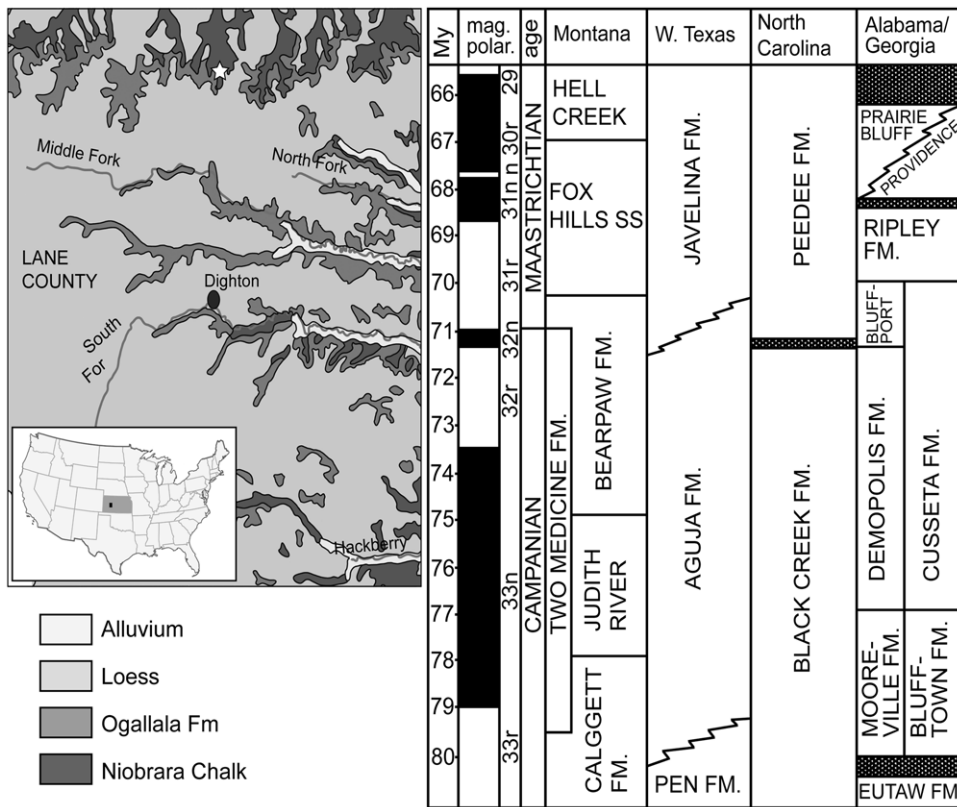 Middle Fork
North Fork
LANE
COUNTY
Dighton
South
For
Hackberry
Alluvium
Loess
Ogallala Fm
Niobrara Chalk
My
mag.
polar.
age
Montana
W. Texas
North
Carolina
Alabama/
Georgia
66
67
68
69
70
71
72
73
74
75
76
77
78
79
80
29
30r
n
31n
31r
32n
32r
33n
33r
MAASTRICHTIAN
CAMPANIAN
HELL
CREEK
FOX
HILLS SS
BEARPAW FM.
TWO MEDICINE FM.
JUDITH
RIVER
CALGGETT
FM.
JAVELINA FM.
AGUJA FM.
PEN FM.
PEEDEE FM.
BLACK CREEK FM.
PRAIRIE
BLUFF
PROVIDENCE
RIPLEY
FM.
BLUFF-
PORT
DEMOPOLIS FM.
CUSSETA FM.
MOORE-
VILLE FM.
BLUFF-
TOWN FM.
EUTAW FM